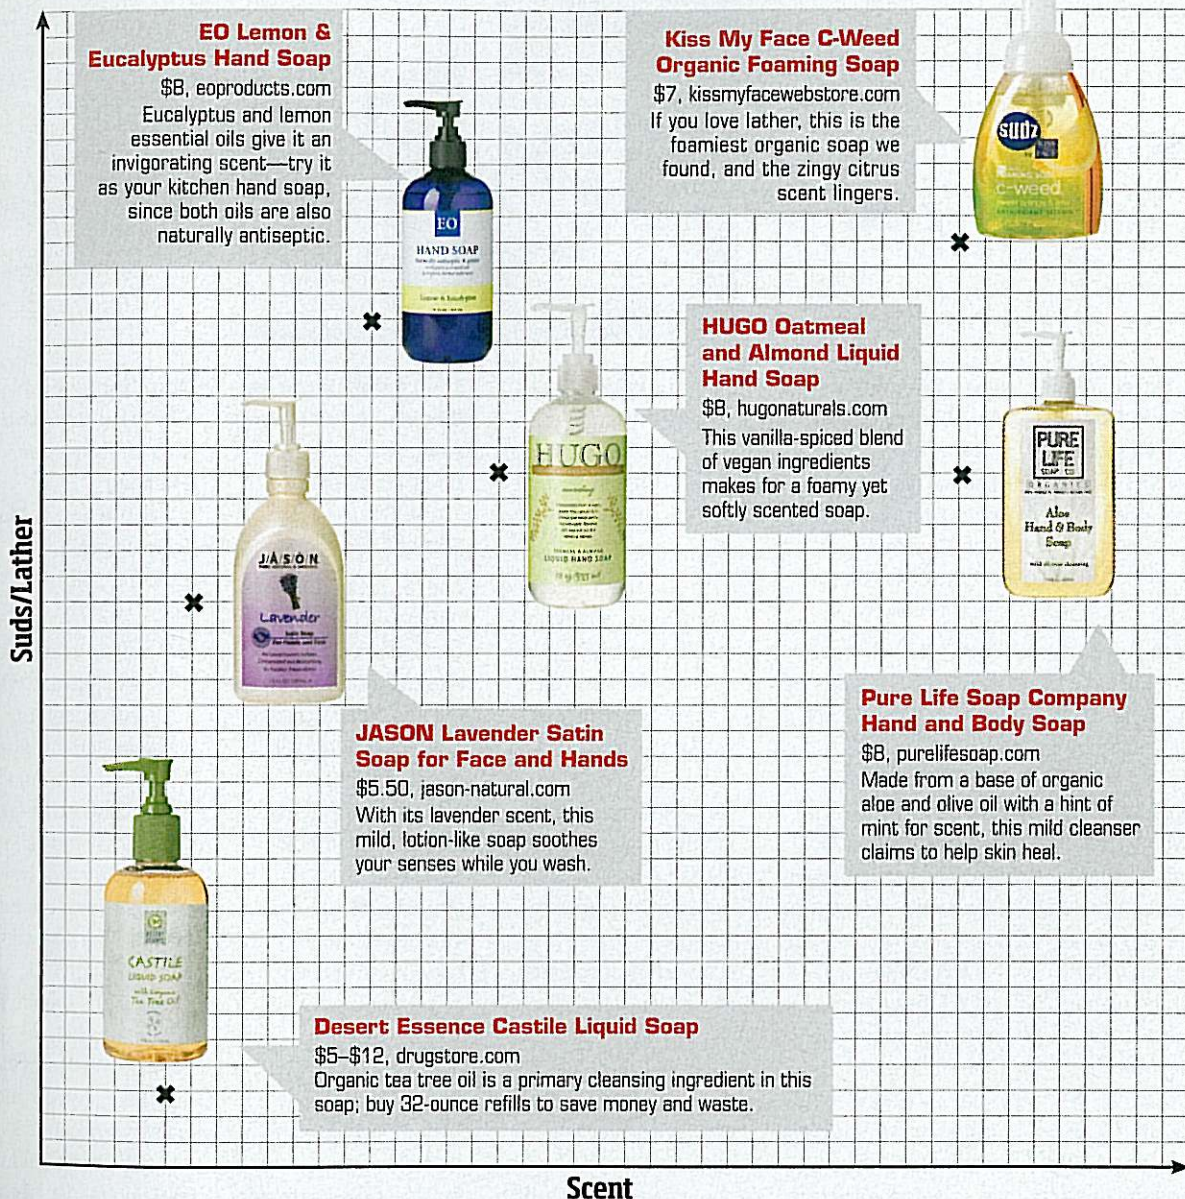 EO Lemon &
Eucalyptus Hand Soap
$8, eoproducts.com
Eucalyptus and lemon
essential oils give it an
invigorating scent—try it
as your kitchen hand soap,
since both oils are also
naturally antiseptic.
EO
HAND SOAP
Kiss My Face C-Weed
Organic Foaming Soap
$7, kissmyfacewebstore.com
If you love lather, this is the
foamiest organic soap we
found, and the zingy citrus
scent lingers.
sudz
c-weed
HUGO Oatmeal
and Almond Liquid
Hand Soap
$8, hugonaturals.com
This vanilla-spiced blend
of vegan ingredients
makes for a foamy yet
softly scented soap.
HUGO
LIQUID HAND SOAP
PURE
LIFE
SOAP CO
ORGANICS
Aloe
Hand & Body
Soap
JASON
Lavender
Suds/Lather
JASON Lavender Satin
Soap for Face and Hands
$5.50, jason-natural.com
With its lavender scent, this
mild, lotion-like soap soothes
your senses while you wash.
Pure Life Soap Company
Hand and Body Soap
$8, purelifesoap.com
Made from a base of organic
aloe and olive oil with a hint of
mint for scent, this mild cleanser
claims to help skin heal.
CASTILE
LIQUID SOAP
with Organic
Tea Tree Oil
Desert Essence Castile Liquid Soap
$5–$12, drugstore.com
Organic tea tree oil is a primary cleansing ingredient in this
soap; buy 32-ounce refills to save money and waste.
Scent